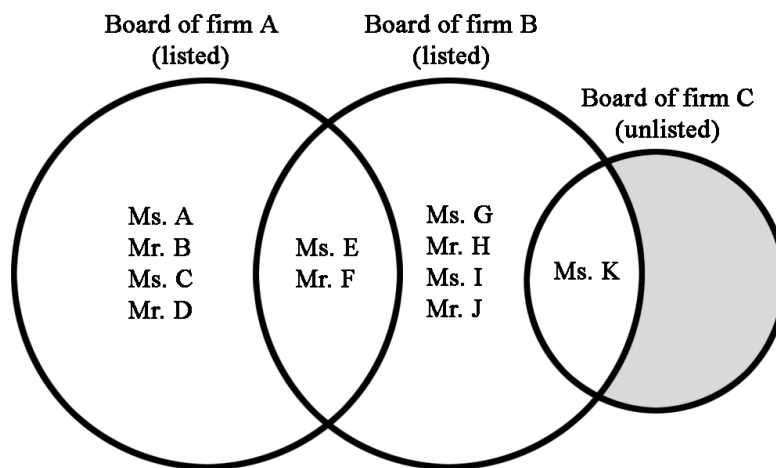 Board of firm A
(listed)
Board of firm B
(listed)
Board of firm C
(unlisted)
Ms. A
Mr. B
Ms. C
Mr. D
Ms. E
Mr. F
Ms. G
Mr. H
Ms. I
Mr. J
Ms. K